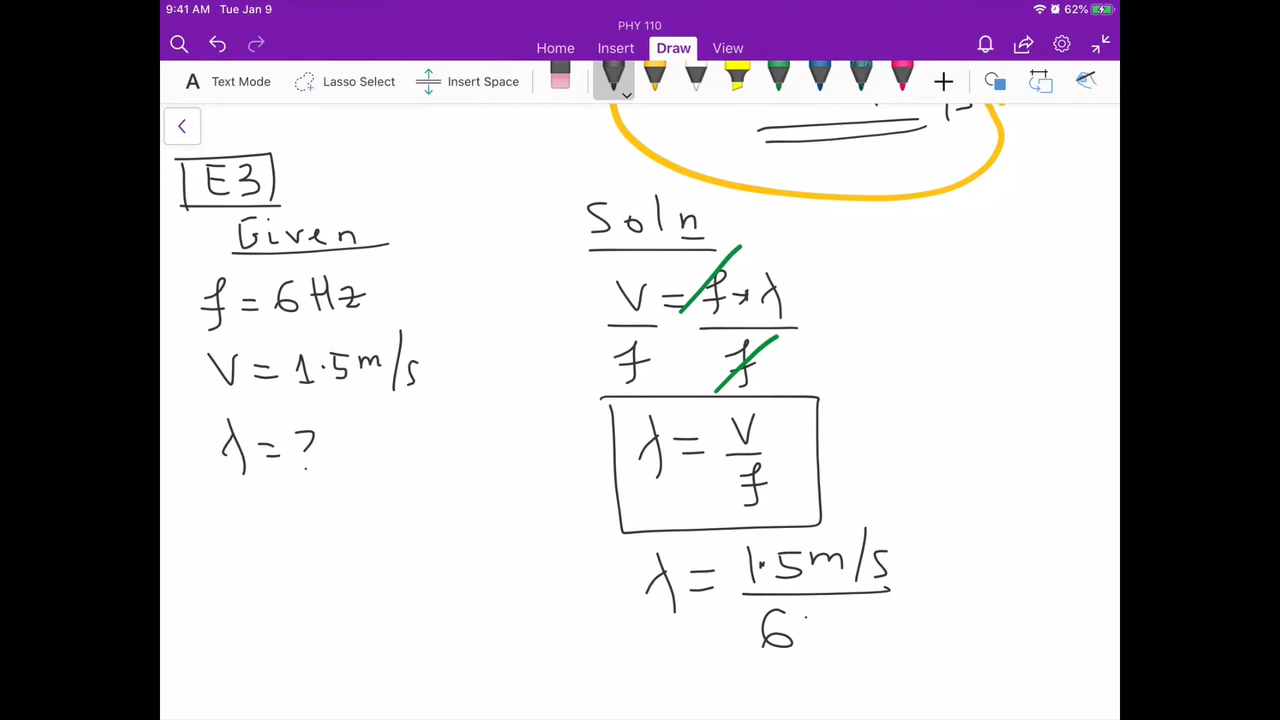 9:41 AM Tue Jan 9
62%
PHY 110
Home Insert Draw View
A Text Mode Lasso Select Insert Space
E3
Given
f = 6 Hz
V = 1.5 m/s
λ = ?
Soln
V/f = f * λ/f
λ = V/f
λ = 1.5 m/s / 6